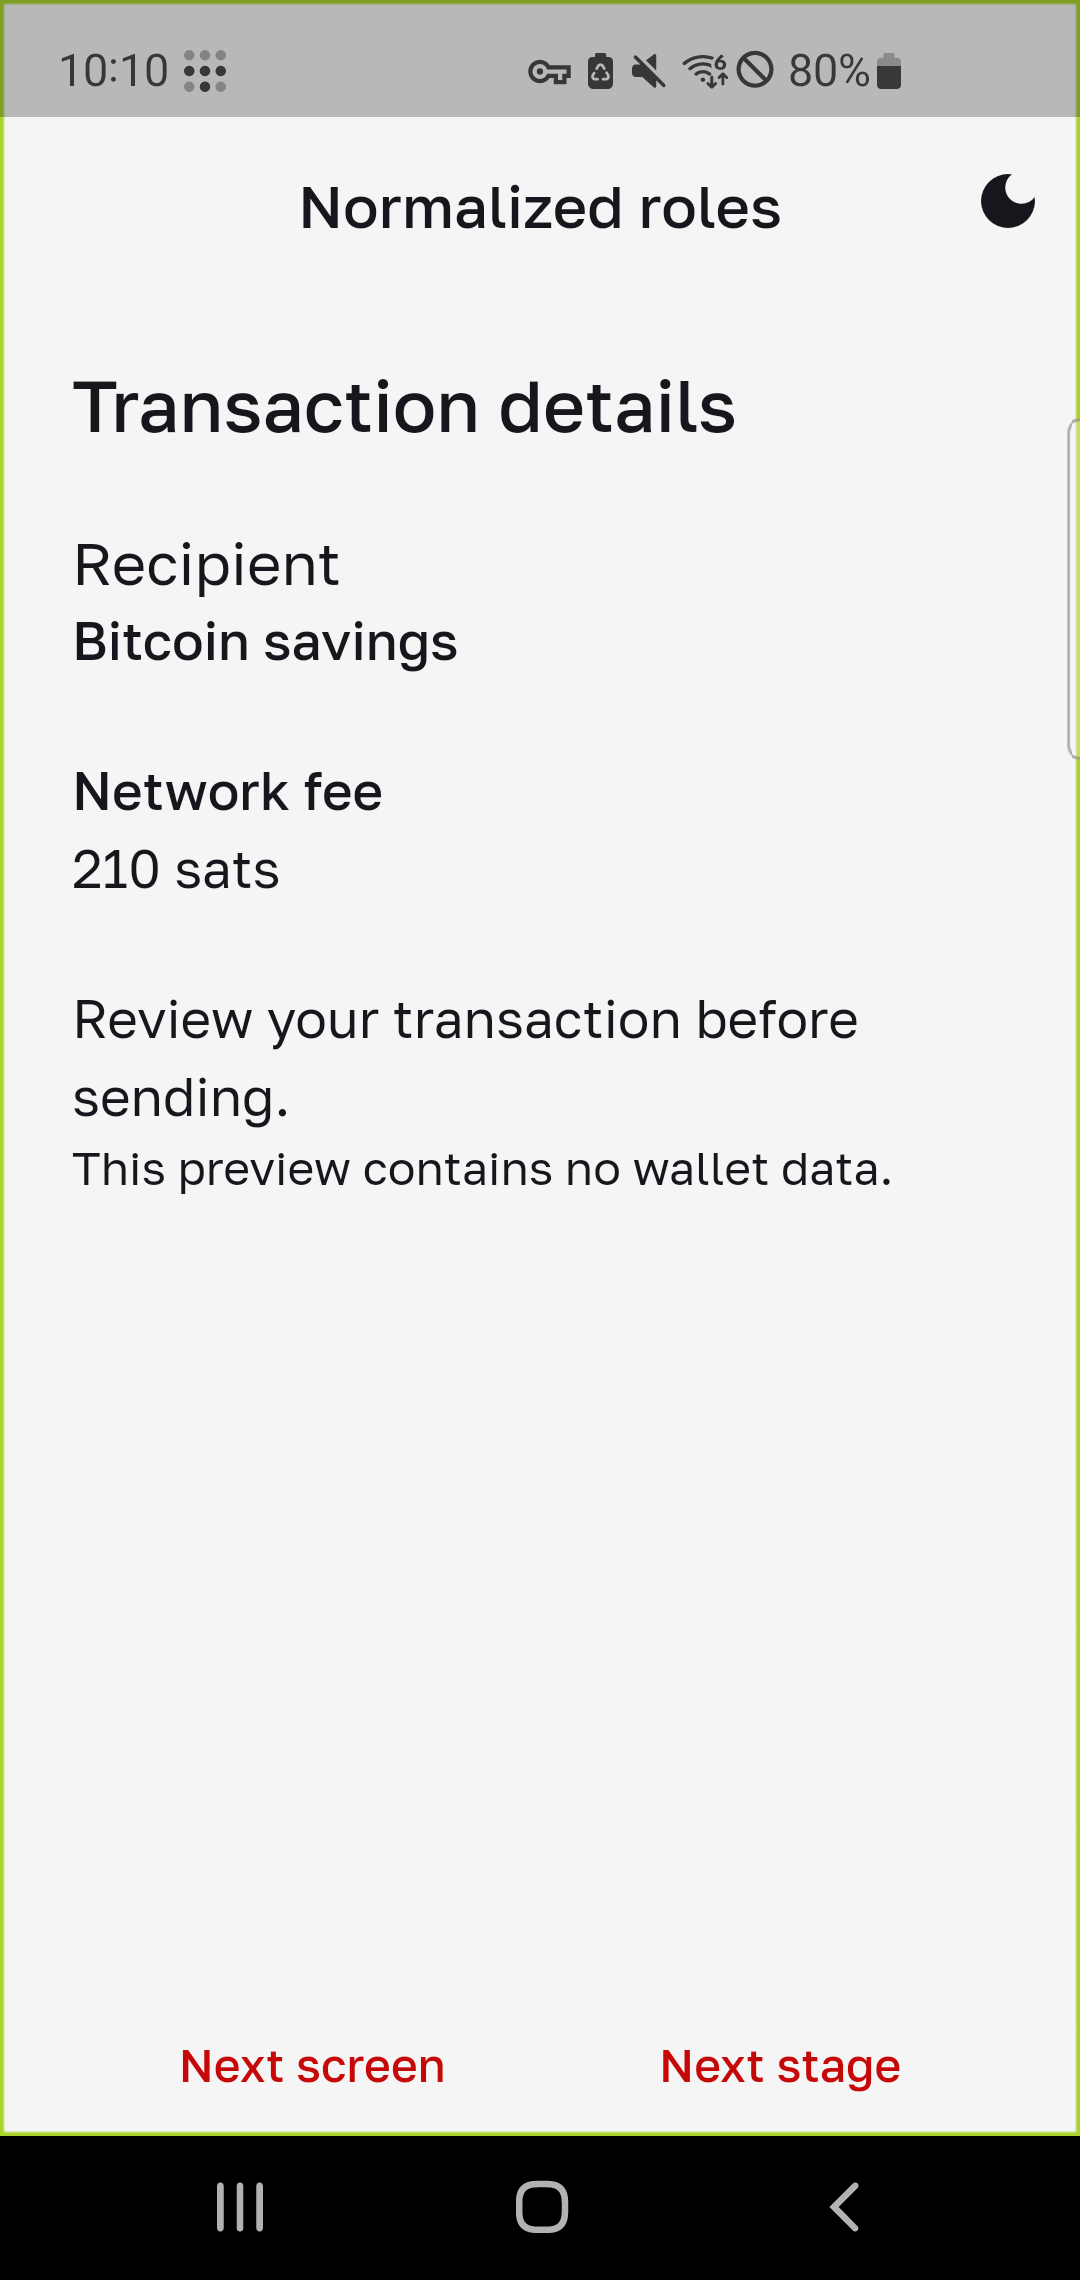 10:10
80%
Normalized roles
Transaction details
Recipient
Bitcoin savings
Network fee
210 sats
Review your transaction before
sending.
This preview contains no wallet data.
Next screen
Next stage